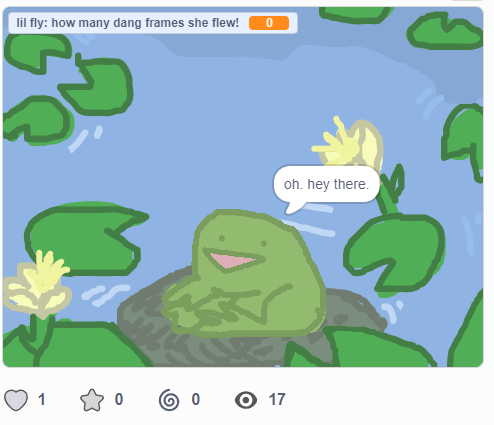 lil fly: how many dang frames she flew! 0
oh. hey there.
1 0 0 17